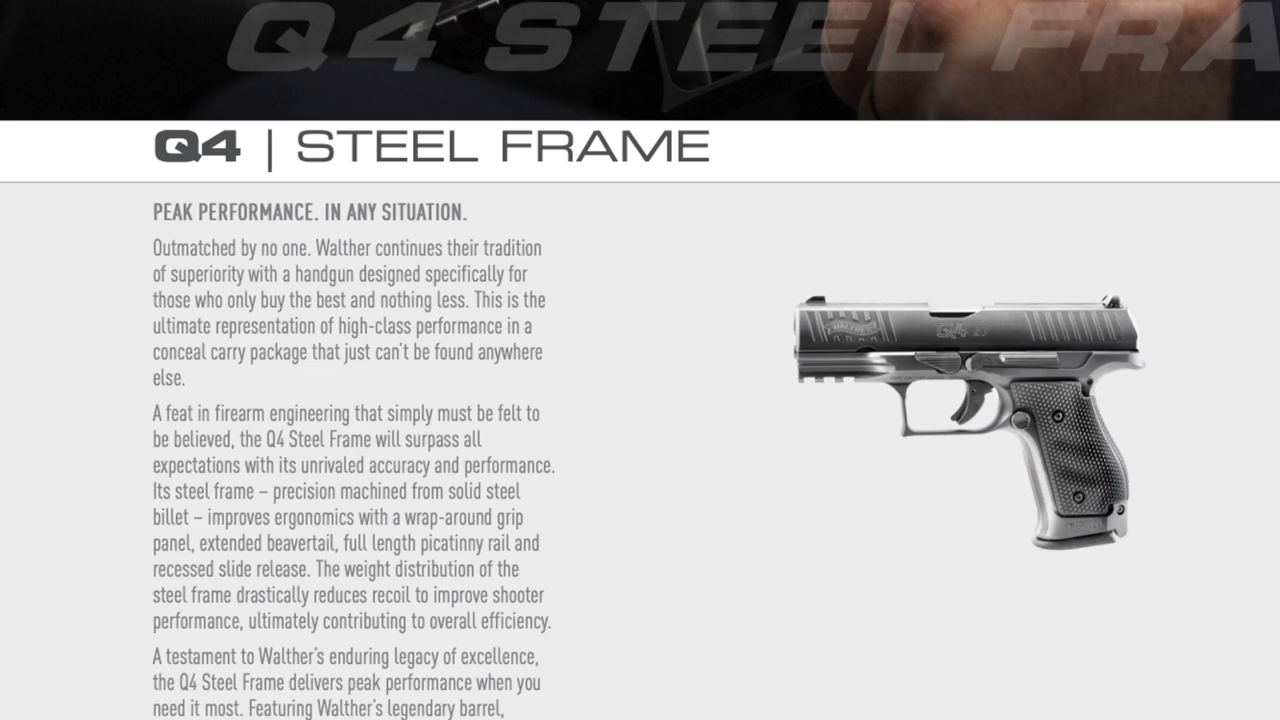 Q4 STEEL FRA
Q4 | STEEL FRAME
PEAK PERFORMANCE. IN ANY SITUATION.
Outmatched by no one. Walther continues their tradition
of superiority with a handgun designed specifically for
those who only buy the best and nothing less. This is the
ultimate representation of high-class performance in a
conceal carry package that just can't be found anywhere
else.
A feat in firearm engineering that simply must be felt to
be believed, the Q4 Steel Frame will surpass all
expectations with its unrivaled accuracy and performance.
Its steel frame – precision machined from solid steel
billet – improves ergonomics with a wrap-around grip
panel, extended beavertail, full length picatinny rail and
recessed slide release. The weight distribution of the
steel frame drastically reduces recoil to improve shooter
performance, ultimately contributing to overall efficiency.
A testament to Walther's enduring legacy of excellence,
the Q4 Steel Frame delivers peak performance when you
need it most. Featuring Walther's legendary barrel,
WALTHER
Q4 SF